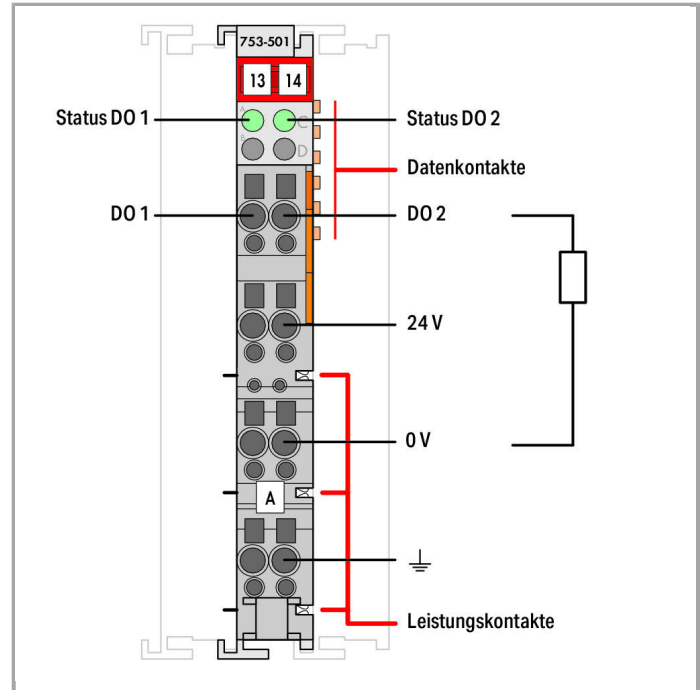 753-501
13 14
A
Status DO 1
C
Status DO 2
B
D
Datenkontakte
DO 1
DO 2
24 V
0 V
A
Leistungskontakte